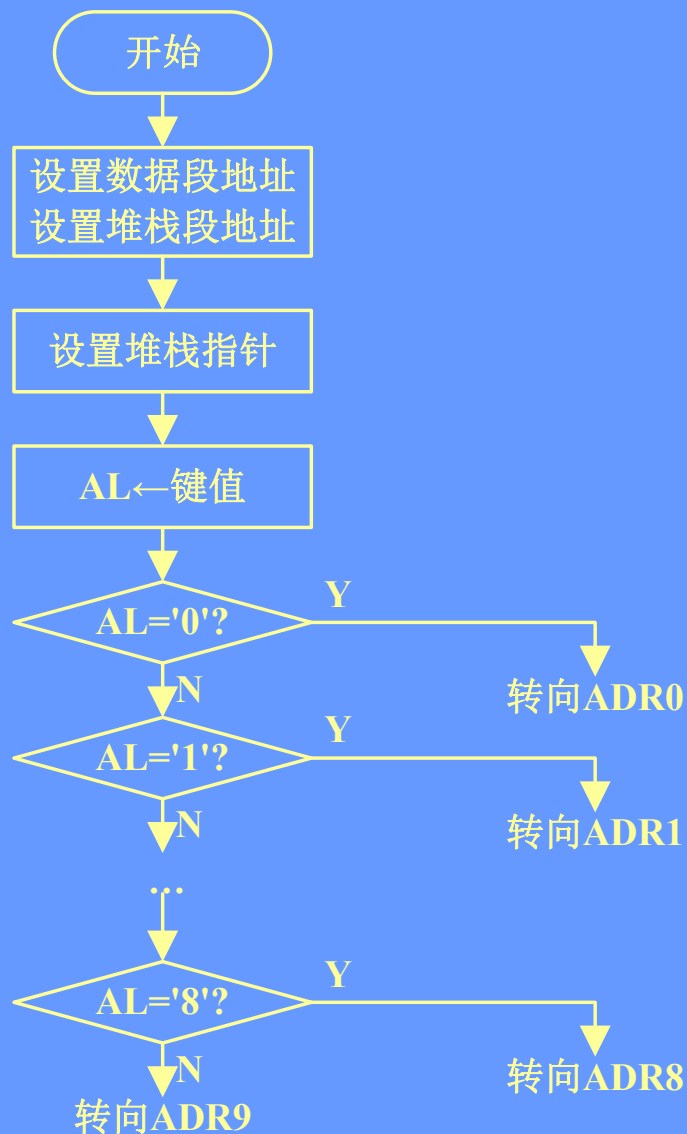 开始
设置数据段地址
设置堆栈段地址
设置堆栈指针
AL←键值
AL='0'?
Y
N
转向ADR0
AL='1'?
Y
N
转向ADR1
...
AL='8'?
Y
N
转向ADR8
转向ADR9